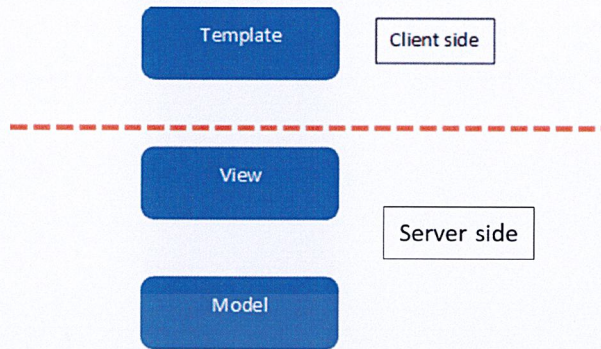 Template
Client side
View
Server side
Model